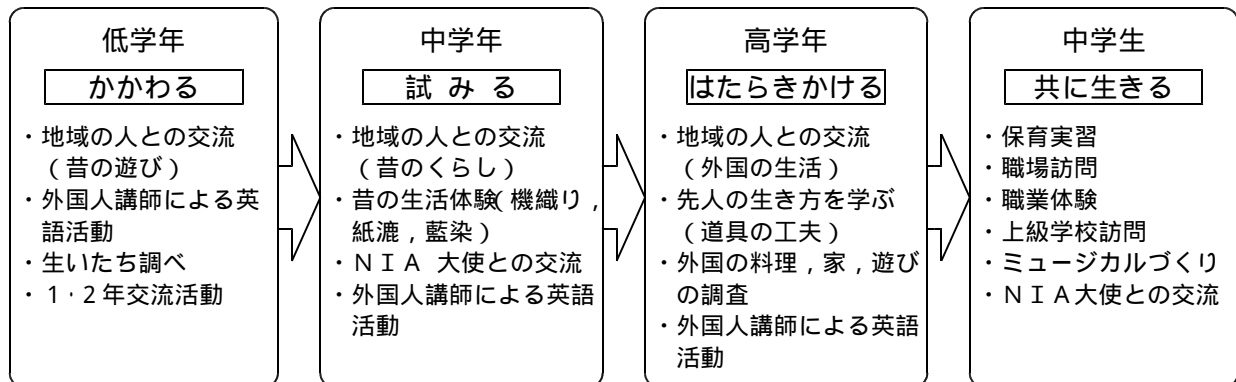 低学年
かかわる
・地域の人との交流
（昔の遊び）
・外国人講師による英
語活動
・生いたち調べ
・1・2年交流活動
中学年
試 み る
・地域の人との交流
（昔のくらし）
・昔の生活体験（機織り，
紙漉，藍染）
・ＮＩＡ 大使との交流
・外国人講師による英語
活動
高学年
はたらきかける
・地域の人との交流
（外国の生活）
・先人の生き方を学ぶ
（道具の工夫）
・外国の料理，家，遊び
の調査
・外国人講師による英語
活動
中学生
共に生きる
・保育実習
・職場訪問
・職業体験
・上級学校訪問
・ミュージカルづくり
・ＮＩＡ大使との交流